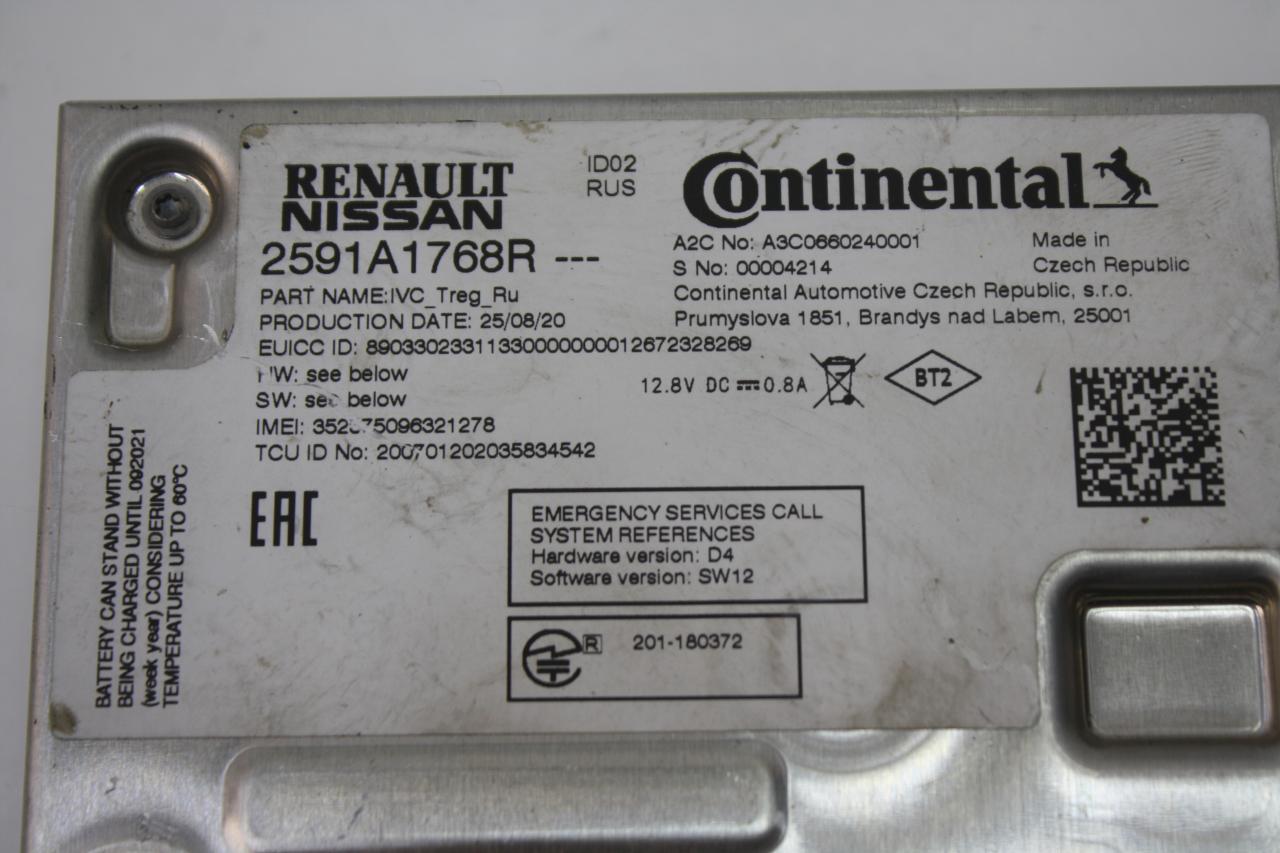 RENAULT
NISSAN
ID02
RUS
Continental
2591A1768R ---
A2C No: A3C0660240001
Made in
S No: 00004214
Czech Republic
PART NAME:IVC_Treg_Ru
Continental Automotive Czech Republic, s.r.o.
PRODUCTION DATE: 25/08/20
Prumyslova 1851, Brandys nad Labem, 25001
EUICC ID: 89033023311330000000012672328269
HW: see below
12.8V DC 0.8A
BT2
SW: see below
IMEI:
TCU ID No: 200701202035834542
BATTERY CAN STAND WITHOUT
BEING CHARGED UNTIL 092021
(week year) CONSIDERING
TEMPERATURE UP TO 60°C
EAC
EMERGENCY SERVICES CALL
SYSTEM REFERENCES
Hardware version: D4
Software version: SW12
R 201-180372